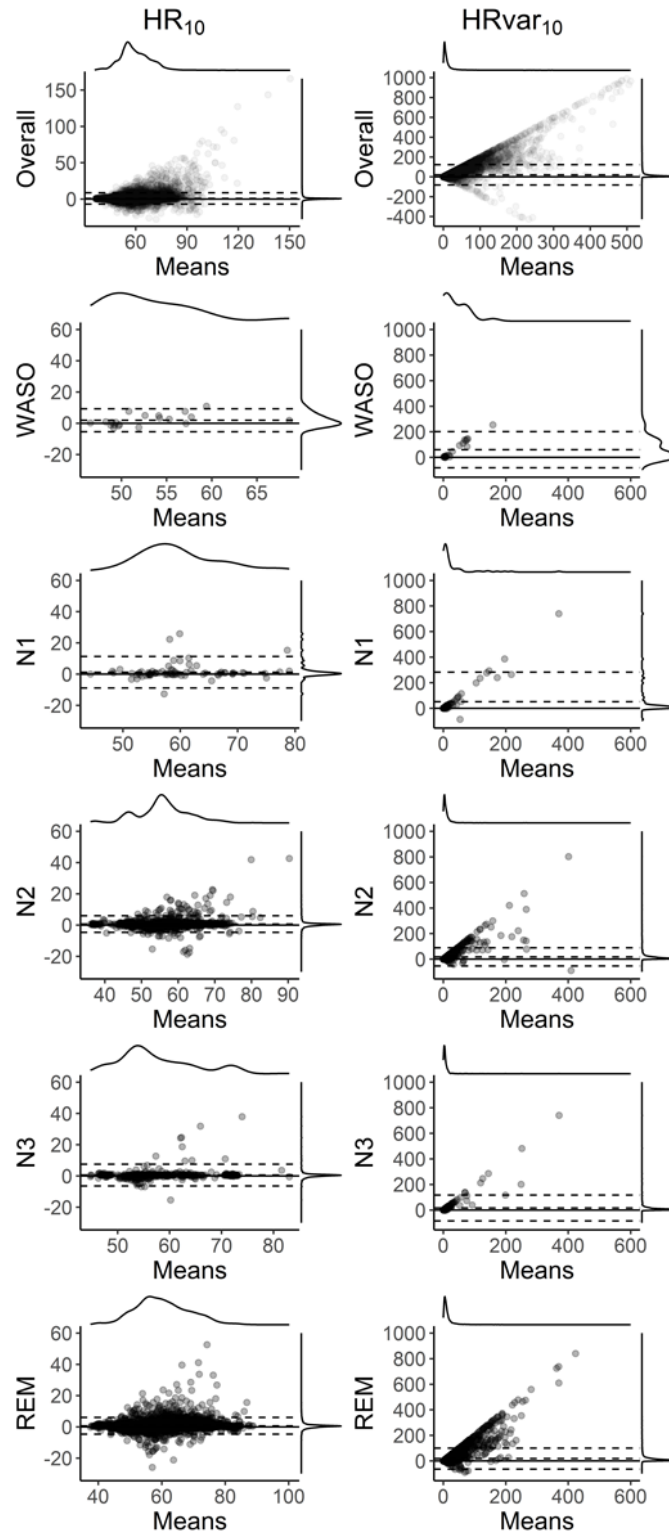 HR₁₀ HRvar₁₀
Overall
150
100
50
0
60 90 120 150
Means
Overall
1000
800
600
400
200
0
-200
-400
0 100 200 300 400 500
Means
WASO
60
40
20
0
-20
50 55 60 65
Means
WASO
1000
800
600
400
200
0
0 200 400 600
Means
N1
60
40
20
0
-20
50 60 70 80
Means
N1
1000
800
600
400
200
0
0 200 400 600
Means
N2
60
40
20
0
-20
40 50 60 70 80 90
Means
N2
1000
800
600
400
200
0
0 200 400 600
Means
N3
60
40
20
0
-20
50 60 70 80
Means
N3
1000
800
600
400
200
0
0 200 400 600
Means
REM
60
40
20
0
-20
40 60 80 100
Means
REM
1000
800
600
400
200
0
0 200 400 600
Means